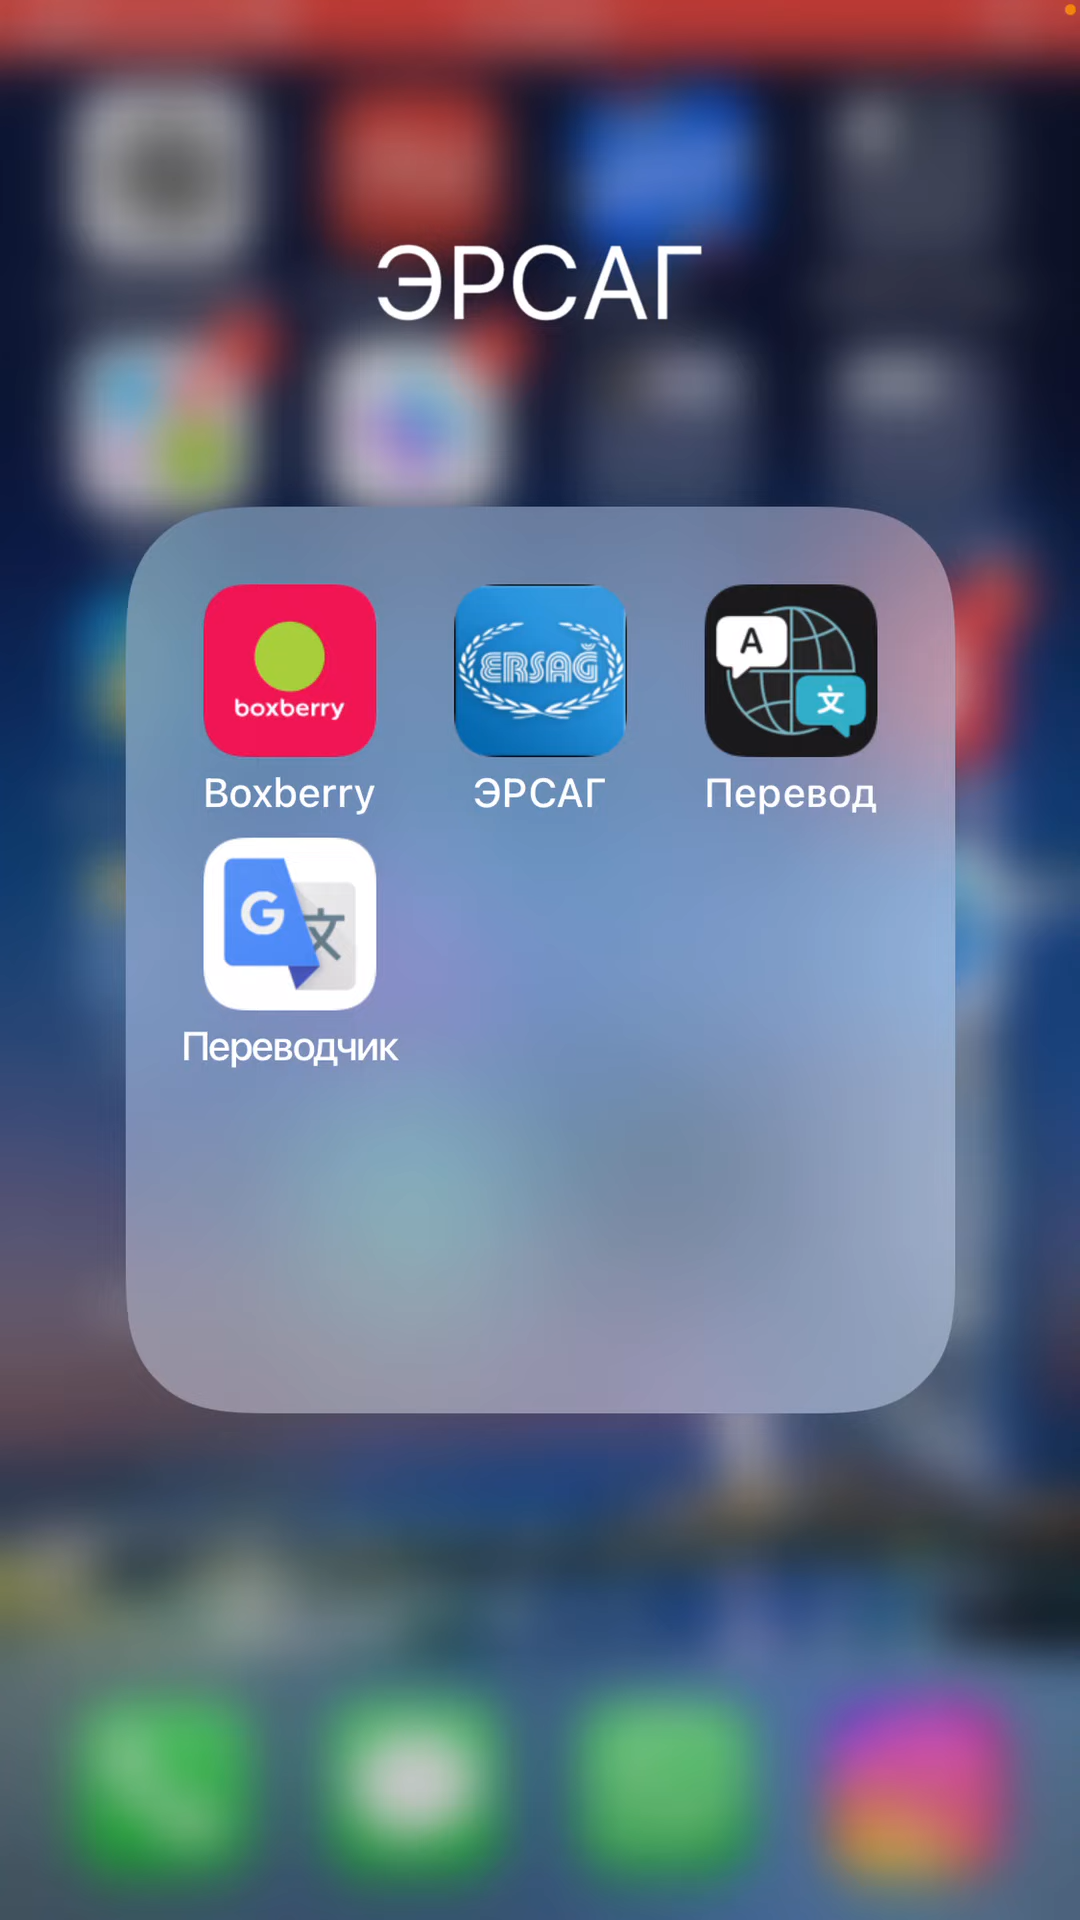 ЭРСАГ
boxberry
ERSAĞ
A
文
Boxberry
ЭРСАГ
Перевод
G
文
Переводчик